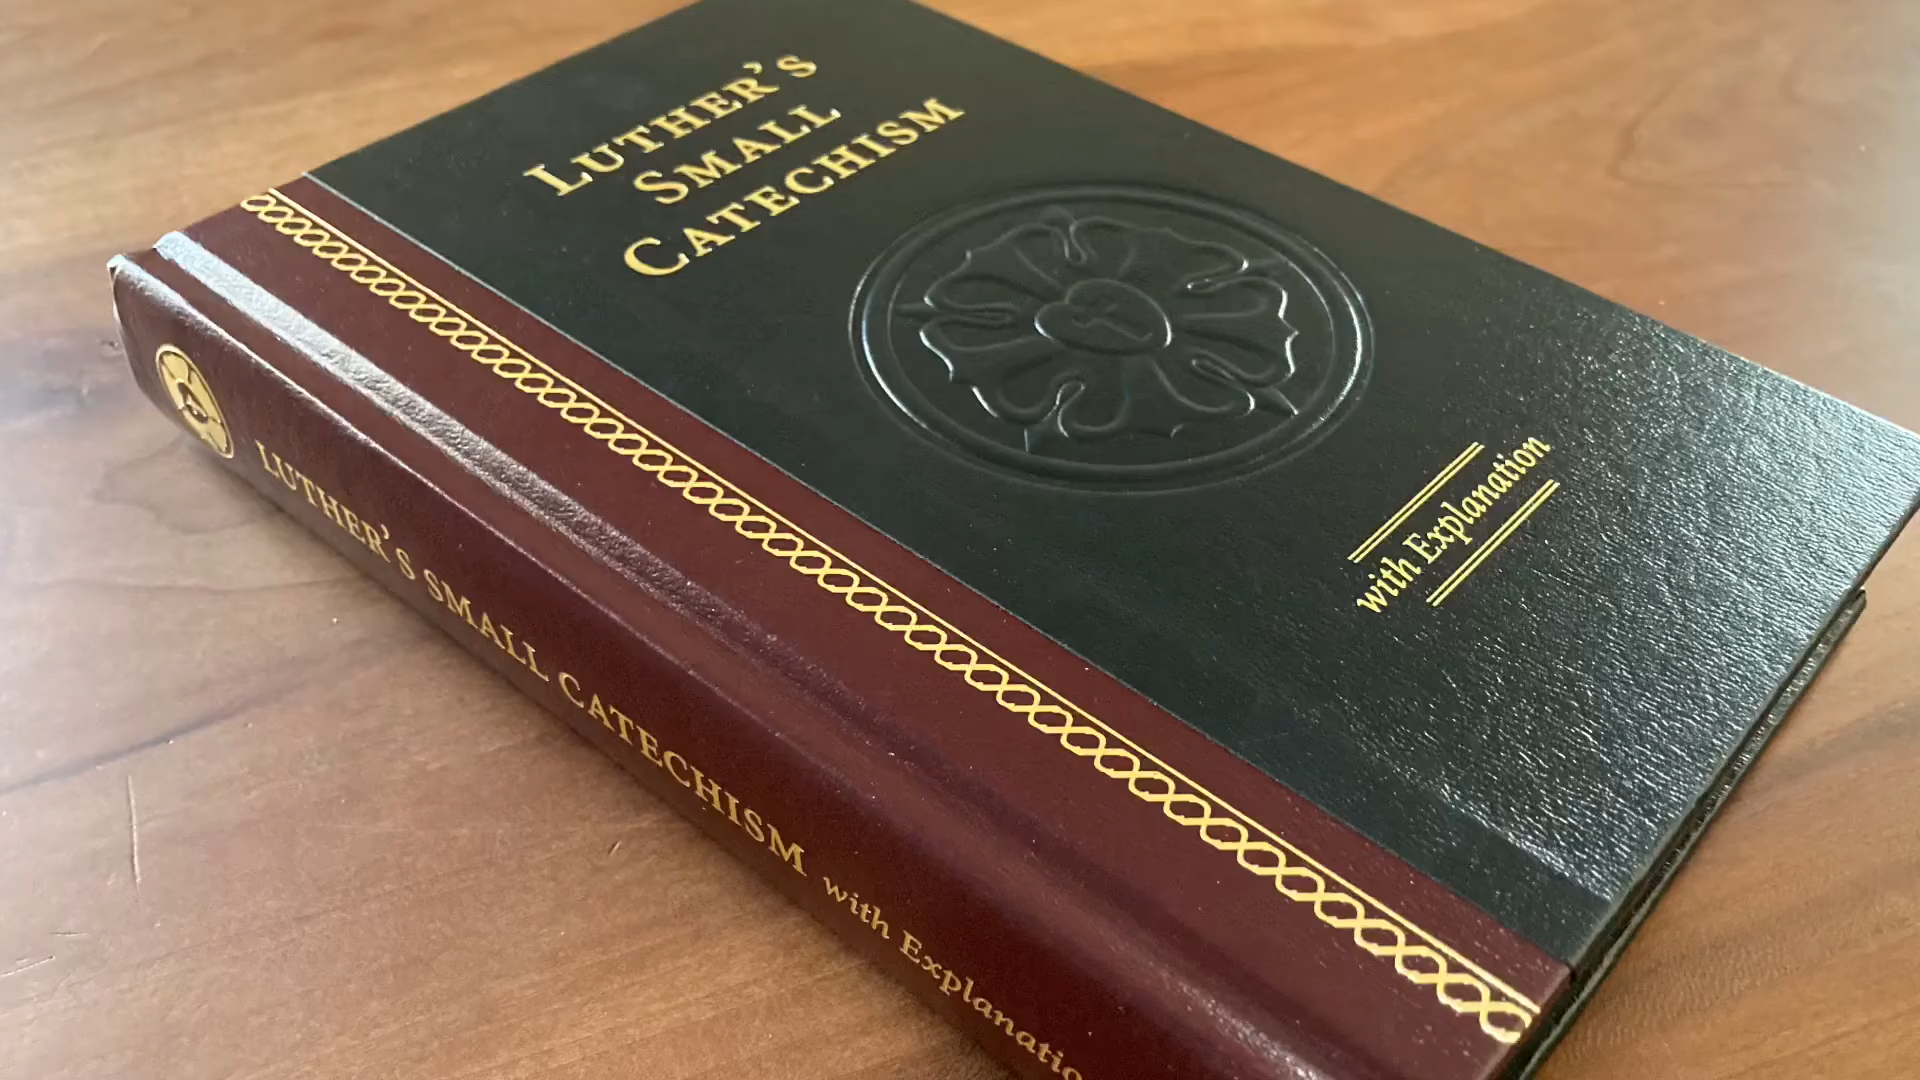 LUTHER'S
SMALL
CATECHISM
with Explanation
LUTHER'S SMALL CATECHISM with Explanatio